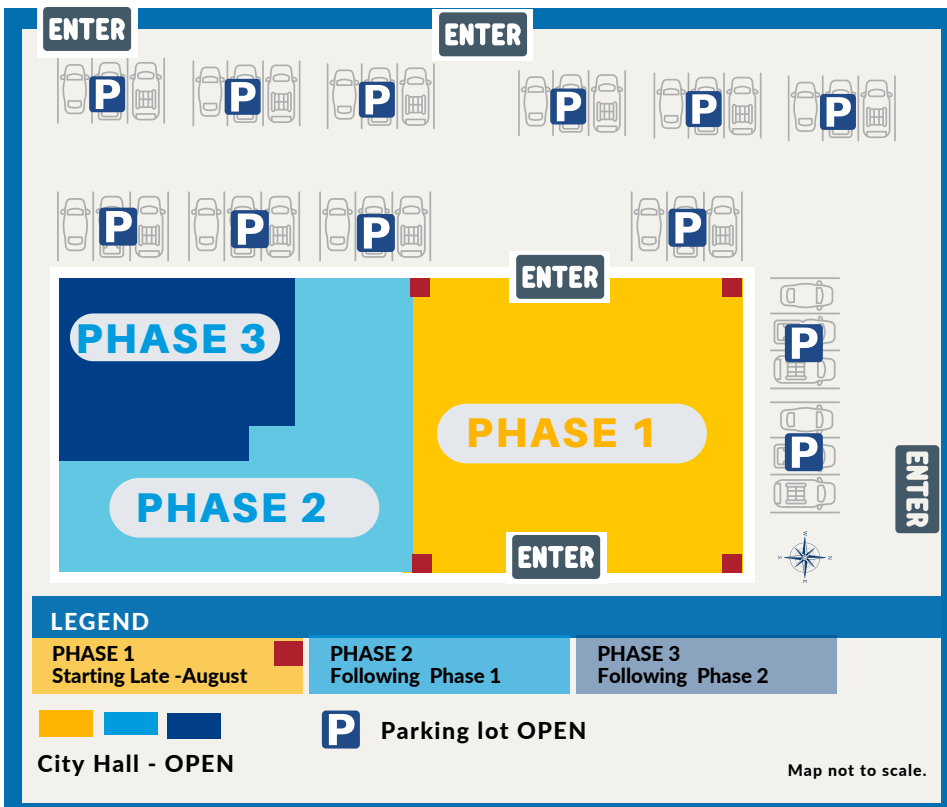 ENTER
ENTER
P
P
P
P
P
P
P
P
P
P
ENTER
PHASE 3
P
PHASE 1
P
PHASE 2
ENTER
W
S
N
E
ENTER
LEGEND
PHASE 1
Starting Late -August
PHASE 2
Following Phase 1
PHASE 3
Following Phase 2
P
Parking lot OPEN
City Hall - OPEN
Map not to scale.